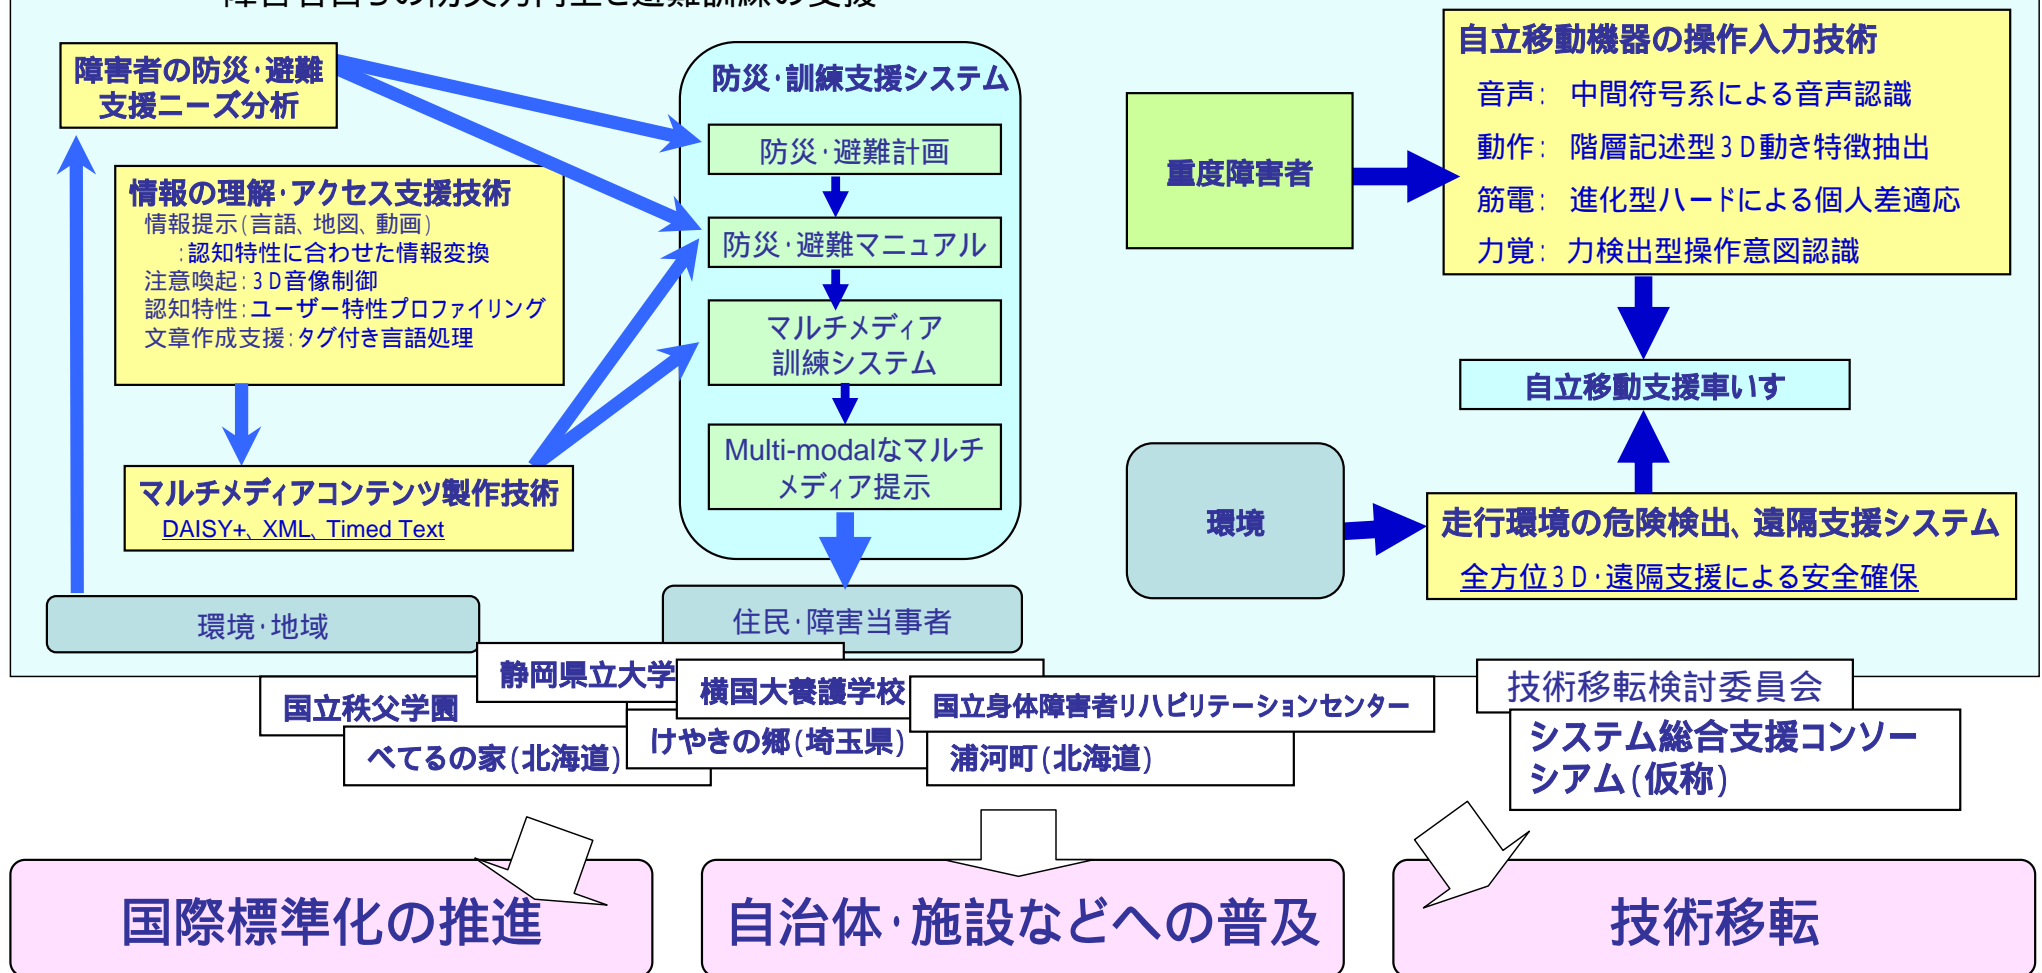 障害者自らの防災力向上と避難訓練の支援
障害者の防災・避難
支援ニーズ分析
情報の理解・アクセス支援技術
情報提示(言語、地図、動画)
:認知特性に合わせた情報変換
注意喚起:3D音像制御
認知特性:ユーザー特性プロファイリング
文章作成支援:タグ付き言語処理
マルチメディアコンテンツ製作技術
DAISY+、XML、Timed Text
環境・地域
防災・訓練支援システム
防災・避難計画
防災・避難マニュアル
マルチメディア
訓練システム
Multi-modalなマルチ
メディア提示
住民・障害当事者
重度障害者
自立移動機器の操作入力技術
音声: 中間符号系による音声認識
動作: 階層記述型3D動き特徴抽出
筋電: 進化型ハードによる個人差適応
力覚: 力検出型操作意図認識
自立移動支援車いす
環境
走行環境の危険検出、遠隔支援システム
全方位3D・遠隔支援による安全確保
静岡県立大学
国立秩父学園
横国大養護学校
国立身体障害者リハビリテーションセンター
べてるの家(北海道)
けやきの郷(埼玉県)
浦河町(北海道)
技術移転検討委員会
システム総合支援コンソー
シアム(仮称)
国際標準化の推進
自治体・施設などへの普及
技術移転